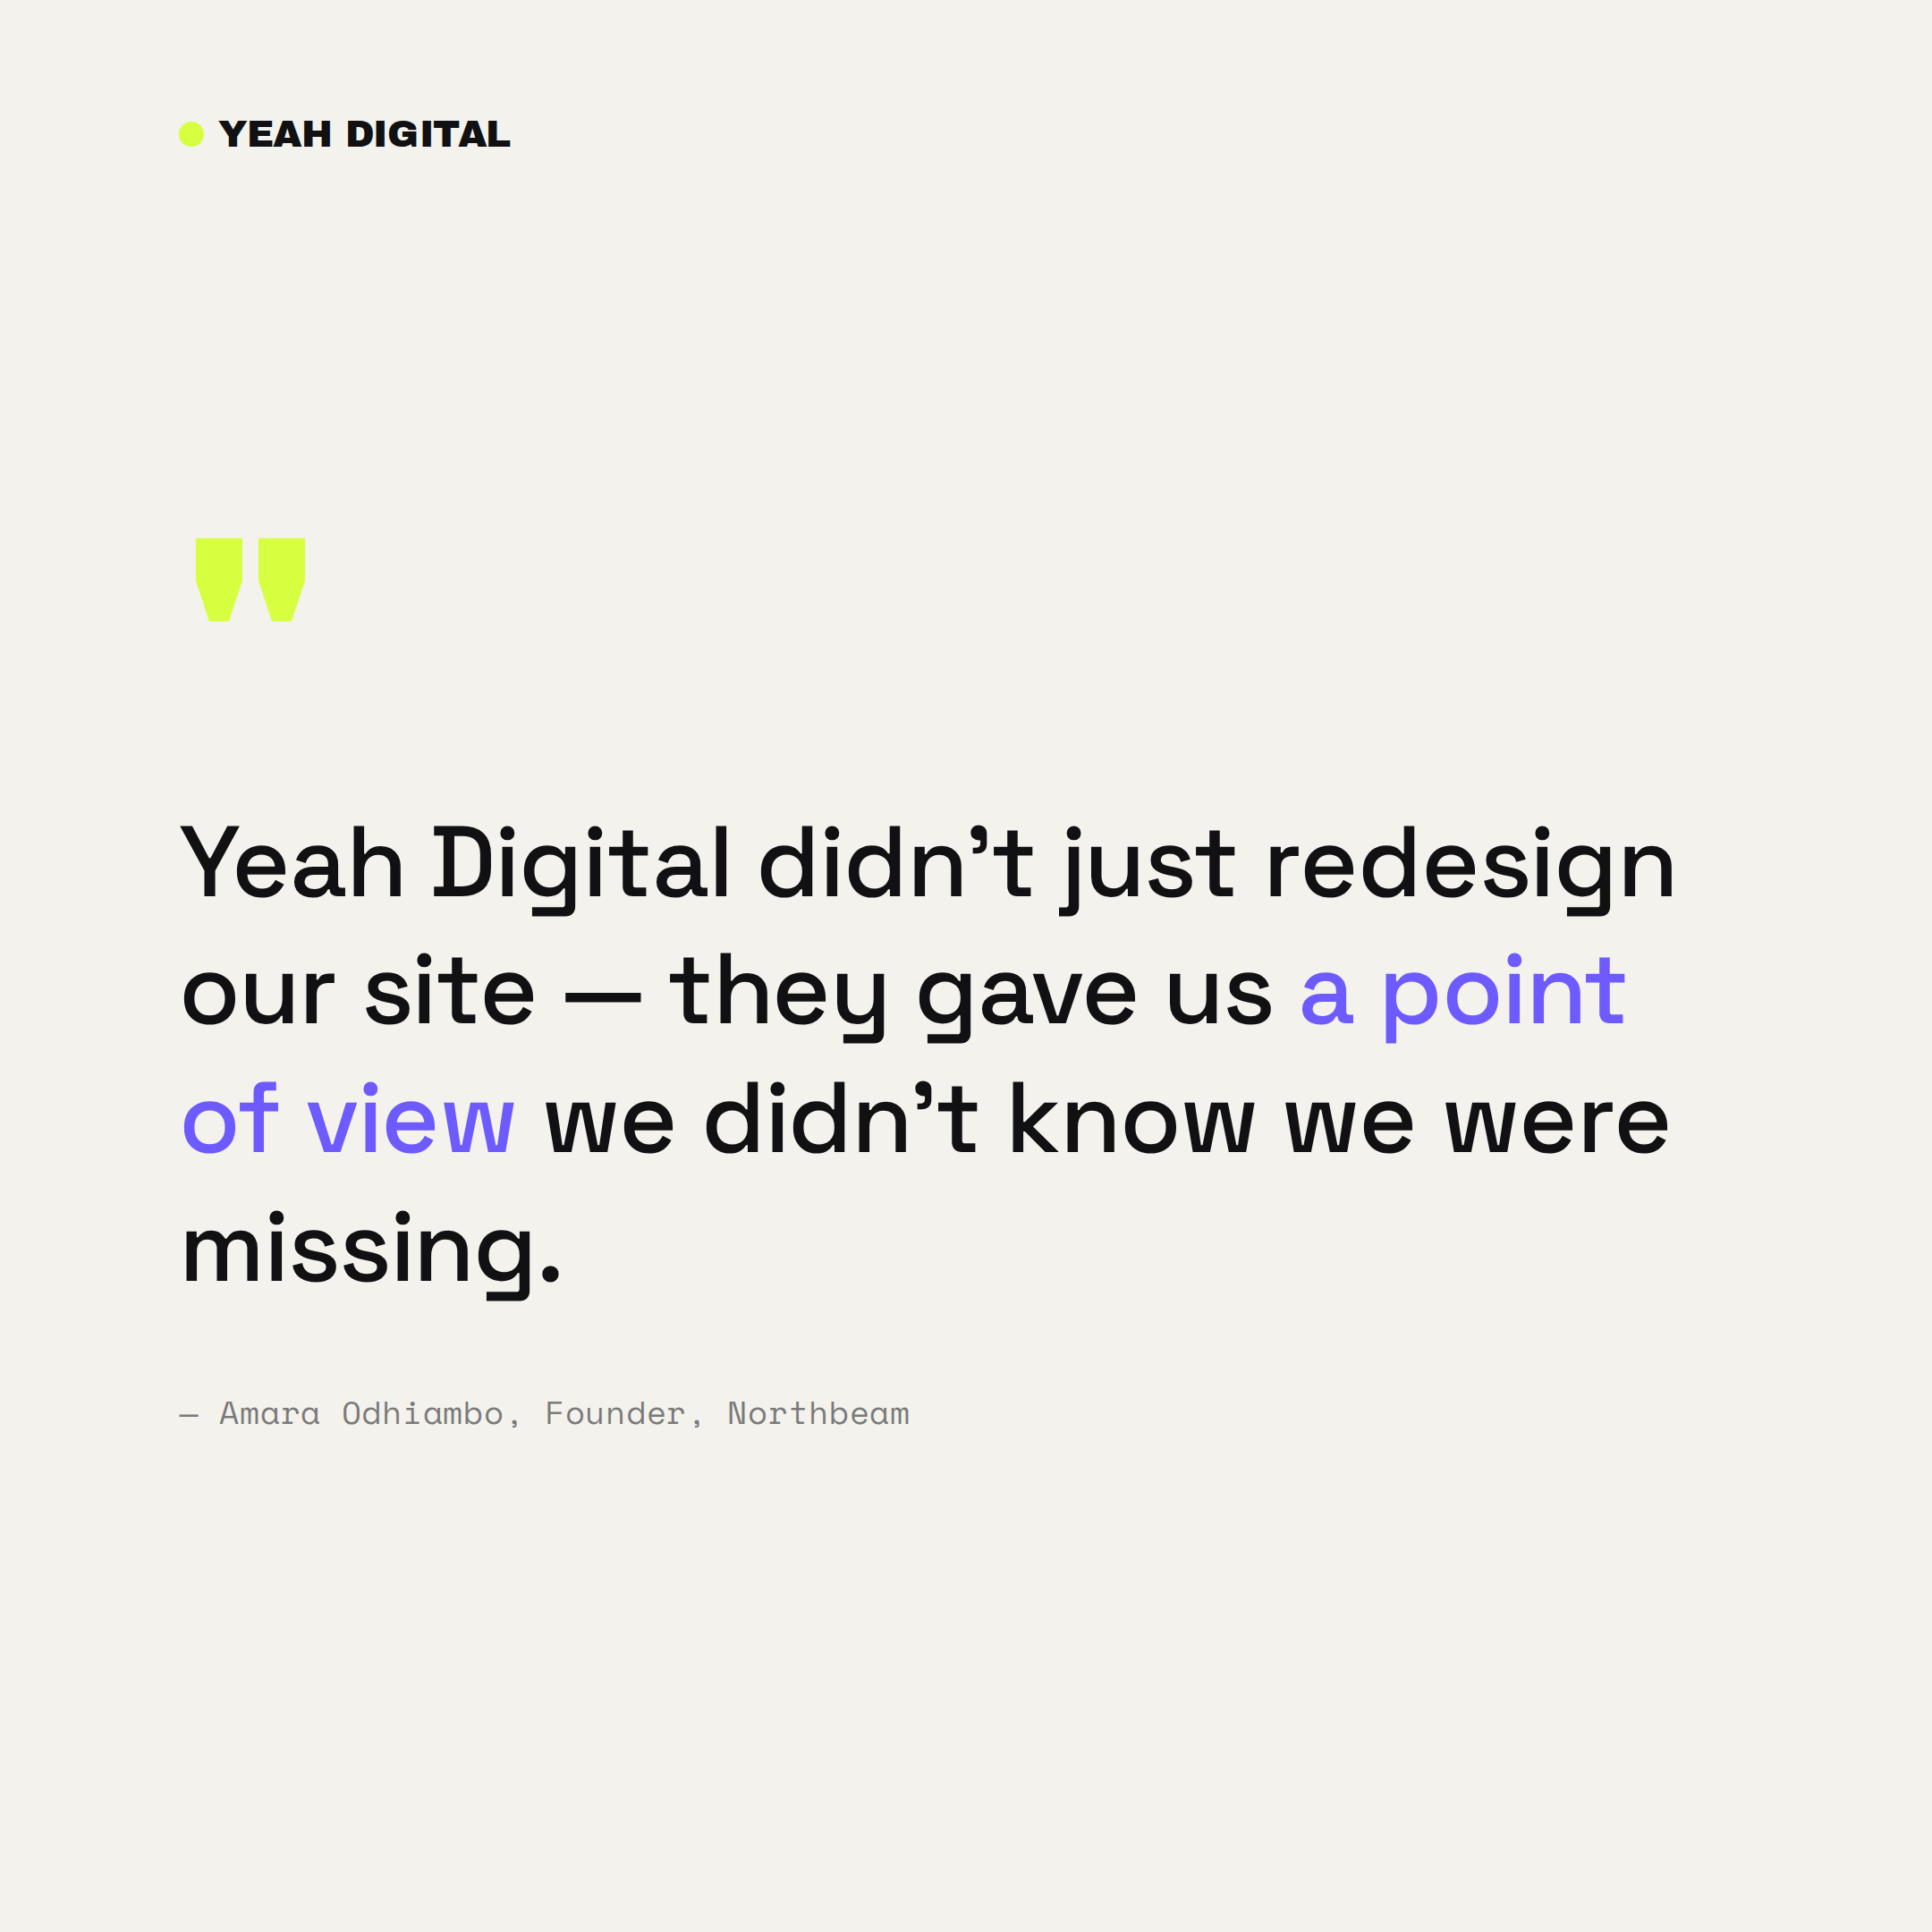 YEAH DIGITAL
"
Yeah Digital didn’t just redesign
our site — they gave us a point
of view we didn’t know we were
missing.
— Amara Odhiambo, Founder, Northbeam